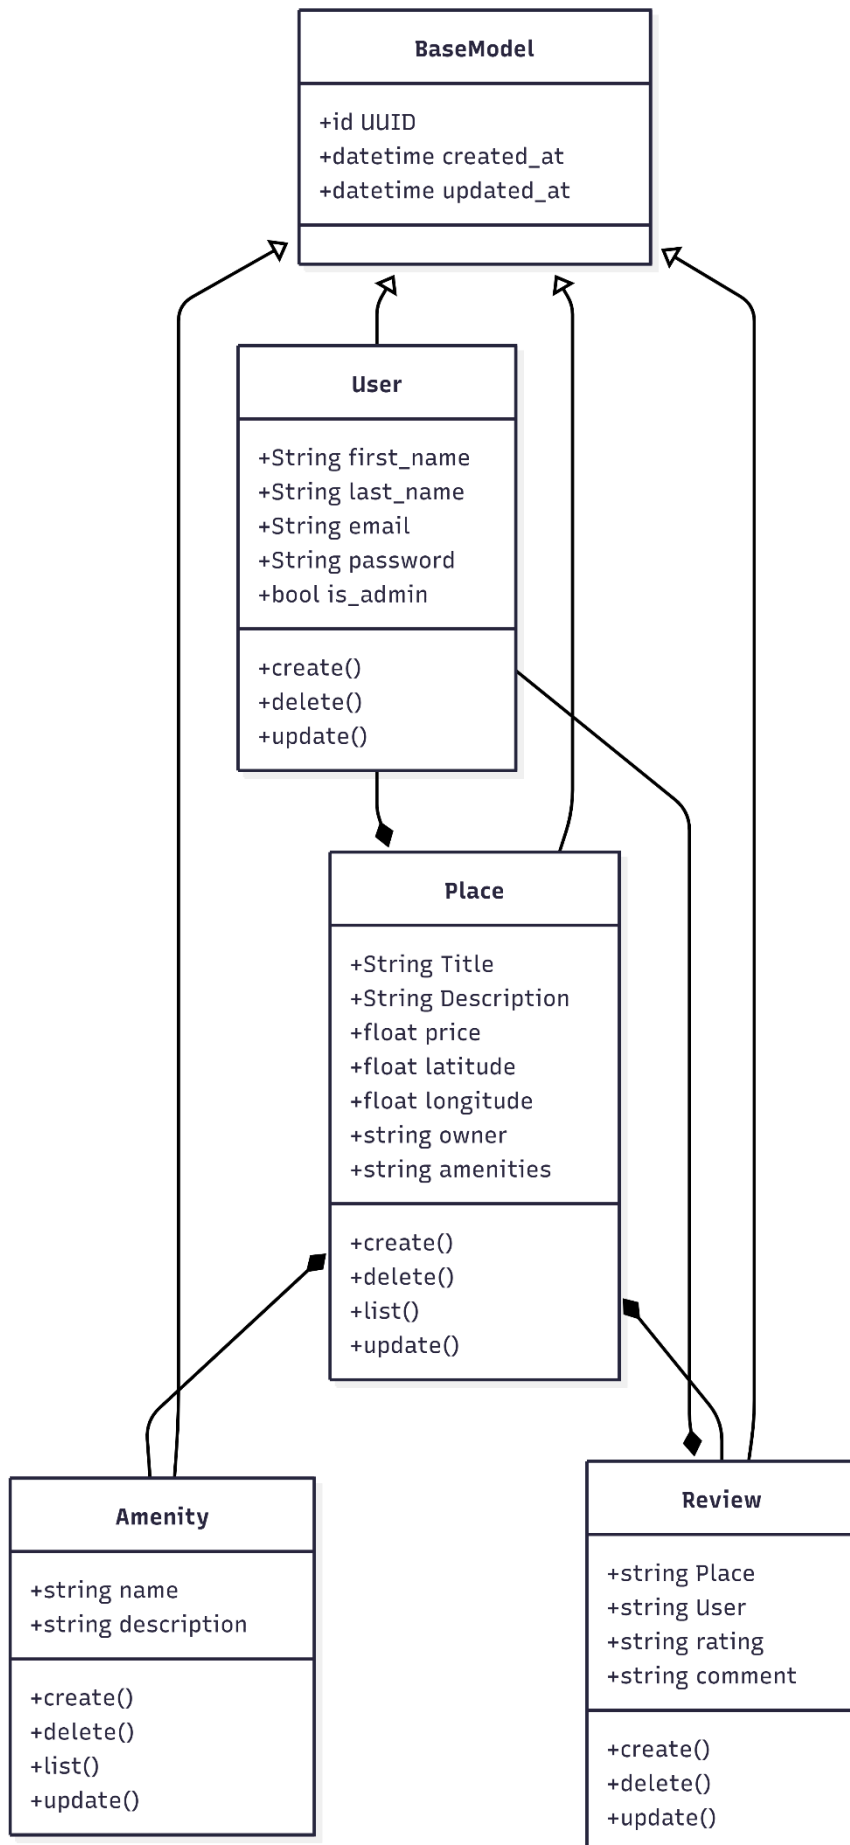 BaseModel
+id UUID
+datetime created_at
+datetime updated_at
User
+String first_name
+String last_name
+String email
+String password
+bool is_admin
+create()
+delete()
+update()
Place
+String Title
+String Description
+float price
+float latitude
+float longitude
+string owner
+string amenities
+create()
+delete()
+list()
+update()
Amenity
+string name
+string description
+create()
+delete()
+list()
+update()
Review
+string Place
+string User
+string rating
+string comment
+create()
+delete()
+update()